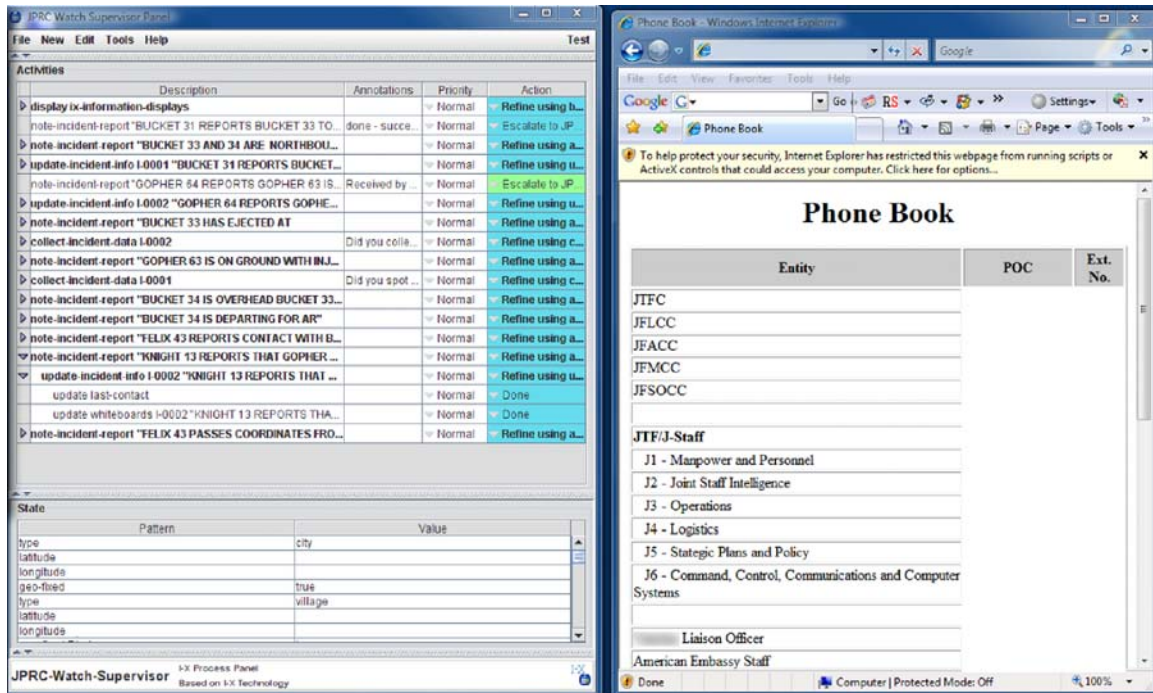 JPRC Watch Supervisor Panel
File New Edit Tools Help Test
Activities
Description Annotations Priority Action
display ix-information-displays Normal Refine using b...
note-incident-report "BUCKET 31 REPORTS BUCKET 33 TO... done - succe... Normal Escalate to JP...
note-incident-report "BUCKET 33 AND 34 ARE NORTHBOU... Normal Refine using a...
update-incident-info I-0001 "BUCKET 31 REPORTS BUCKET... Normal Refine using u...
note-incident-report "GOPHER 64 REPORTS GOPHER 63 IS... Received by ... Normal Escalate to JP...
update-incident-info I-0002 "GOPHER 64 REPORTS GOPHE... Normal Refine using u...
note-incident-report "BUCKET 33 HAS EJECTED AT Normal Refine using a...
collect-incident-data I-0002 Did you colle... Normal Refine using c...
note-incident-report "GOPHER 63 IS ON GROUND WITH INJ... Normal Refine using a...
collect-incident-data I-0001 Did you spot ... Normal Refine using c...
note-incident-report "BUCKET 34 IS OVERHEAD BUCKET 33... Normal Refine using a...
note-incident-report "BUCKET 34 IS DEPARTING FOR AR" Normal Refine using a...
note-incident-report "FELIX 43 REPORTS CONTACT WITH B... Normal Refine using a...
note-incident-report "KNIGHT 13 REPORTS THAT GOPHER ... Normal Refine using a...
update-incident-info I-0002 "KNIGHT 13 REPORTS THAT ... Normal Refine using u...
update last-contact Normal Done
update whiteboards I-0002 "KNIGHT 13 REPORTS THA... Normal Done
note-incident-report "FELIX 43 PASSES COORDINATES FRO... Normal Refine using a...
State
Pattern Value
type city
latitude
longitude
geo-fixed true
type village
latitude
longitude
JPRC-Watch-Supervisor
I-X Process Panel
Based on I-X Technology
Phone Book - Windows Internet Explorer
Google
File Edit View Favorites Tools Help
Google G Go RS Settings
Phone Book Page Tools
To help protect your security, Internet Explorer has restricted this webpage from running scripts or
ActiveX controls that could access your computer. Click here for options...
Phone Book
Entity POC Ext. No.
JTFC
JFLCC
JFACC
JFMCC
JFSOCC
JTF/J-Staff
J1 - Manpower and Personnel
J2 - Joint Staff Intelligence
J3 - Operations
J4 - Logistics
J5 - Stategic Plans and Policy
J6 - Command, Control, Communications and Computer
Systems
Liaison Officer
American Embassy Staff
Done Computer | Protected Mode: Off 100%